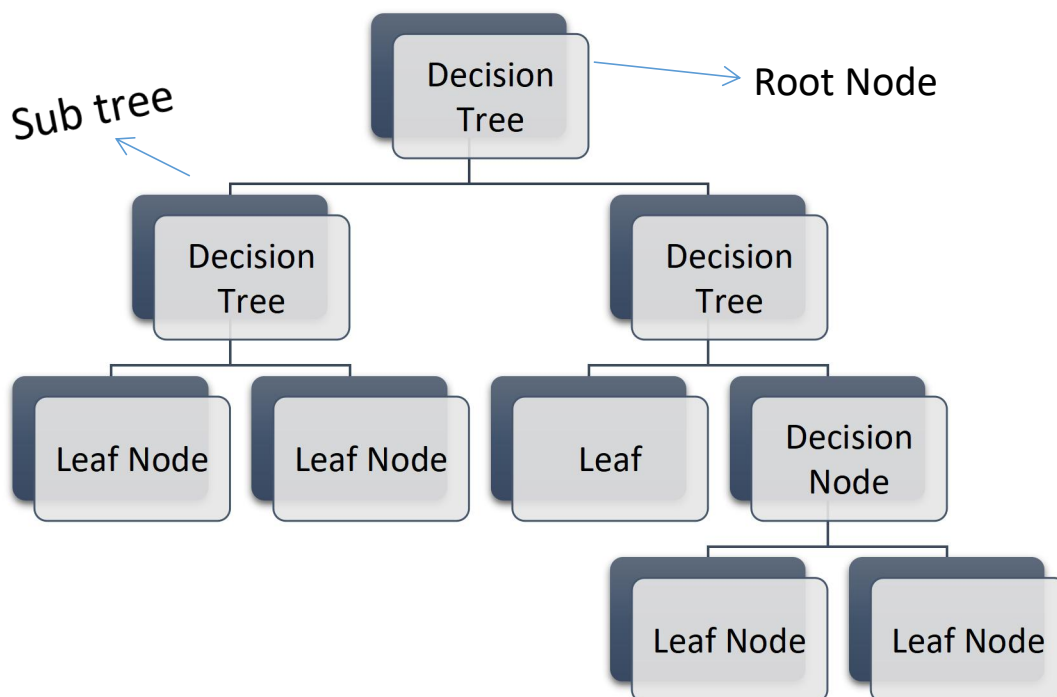 Decision
Tree
Root Node
Sub tree
Decision
Tree
Decision
Tree
Leaf Node
Leaf Node
Leaf
Decision
Node
Leaf Node
Leaf Node